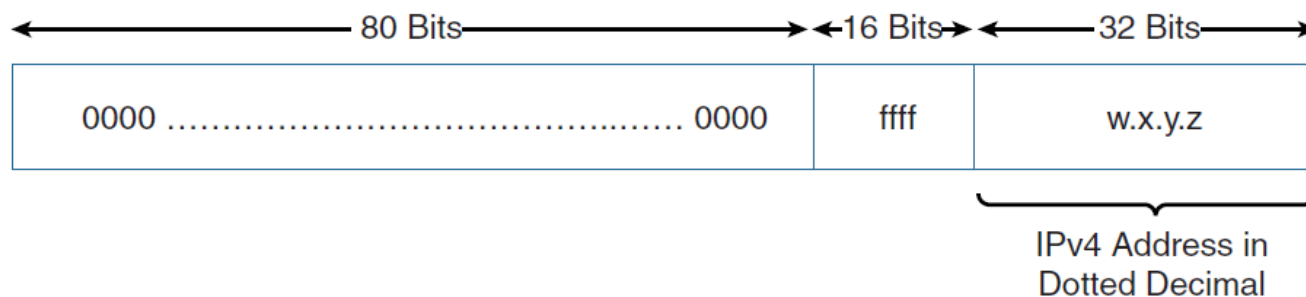 80 Bits 16 Bits 32 Bits
0000 ............................................. 0000 ffff w.x.y.z
IPv4 Address in
Dotted Decimal